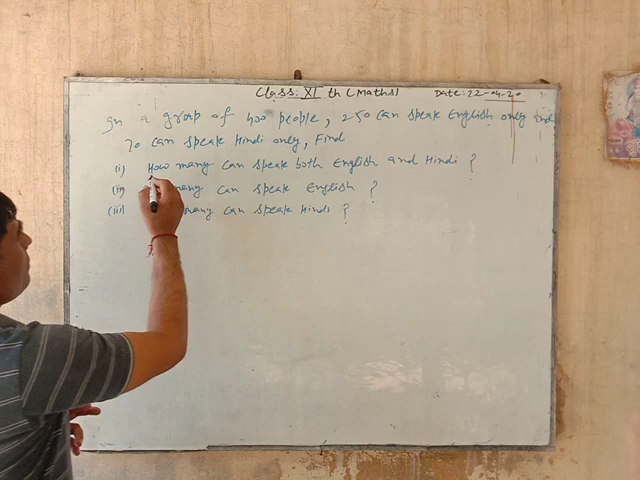 Class: XI th (Maths) Date: 22-04-20
In a group of 400 people, 250 can speak English only and
70 can speak Hindi only, Find
(i) How many can speak both English and Hindi ?
(ii) many can speak English ?
(iii) many can speak Hindi ?